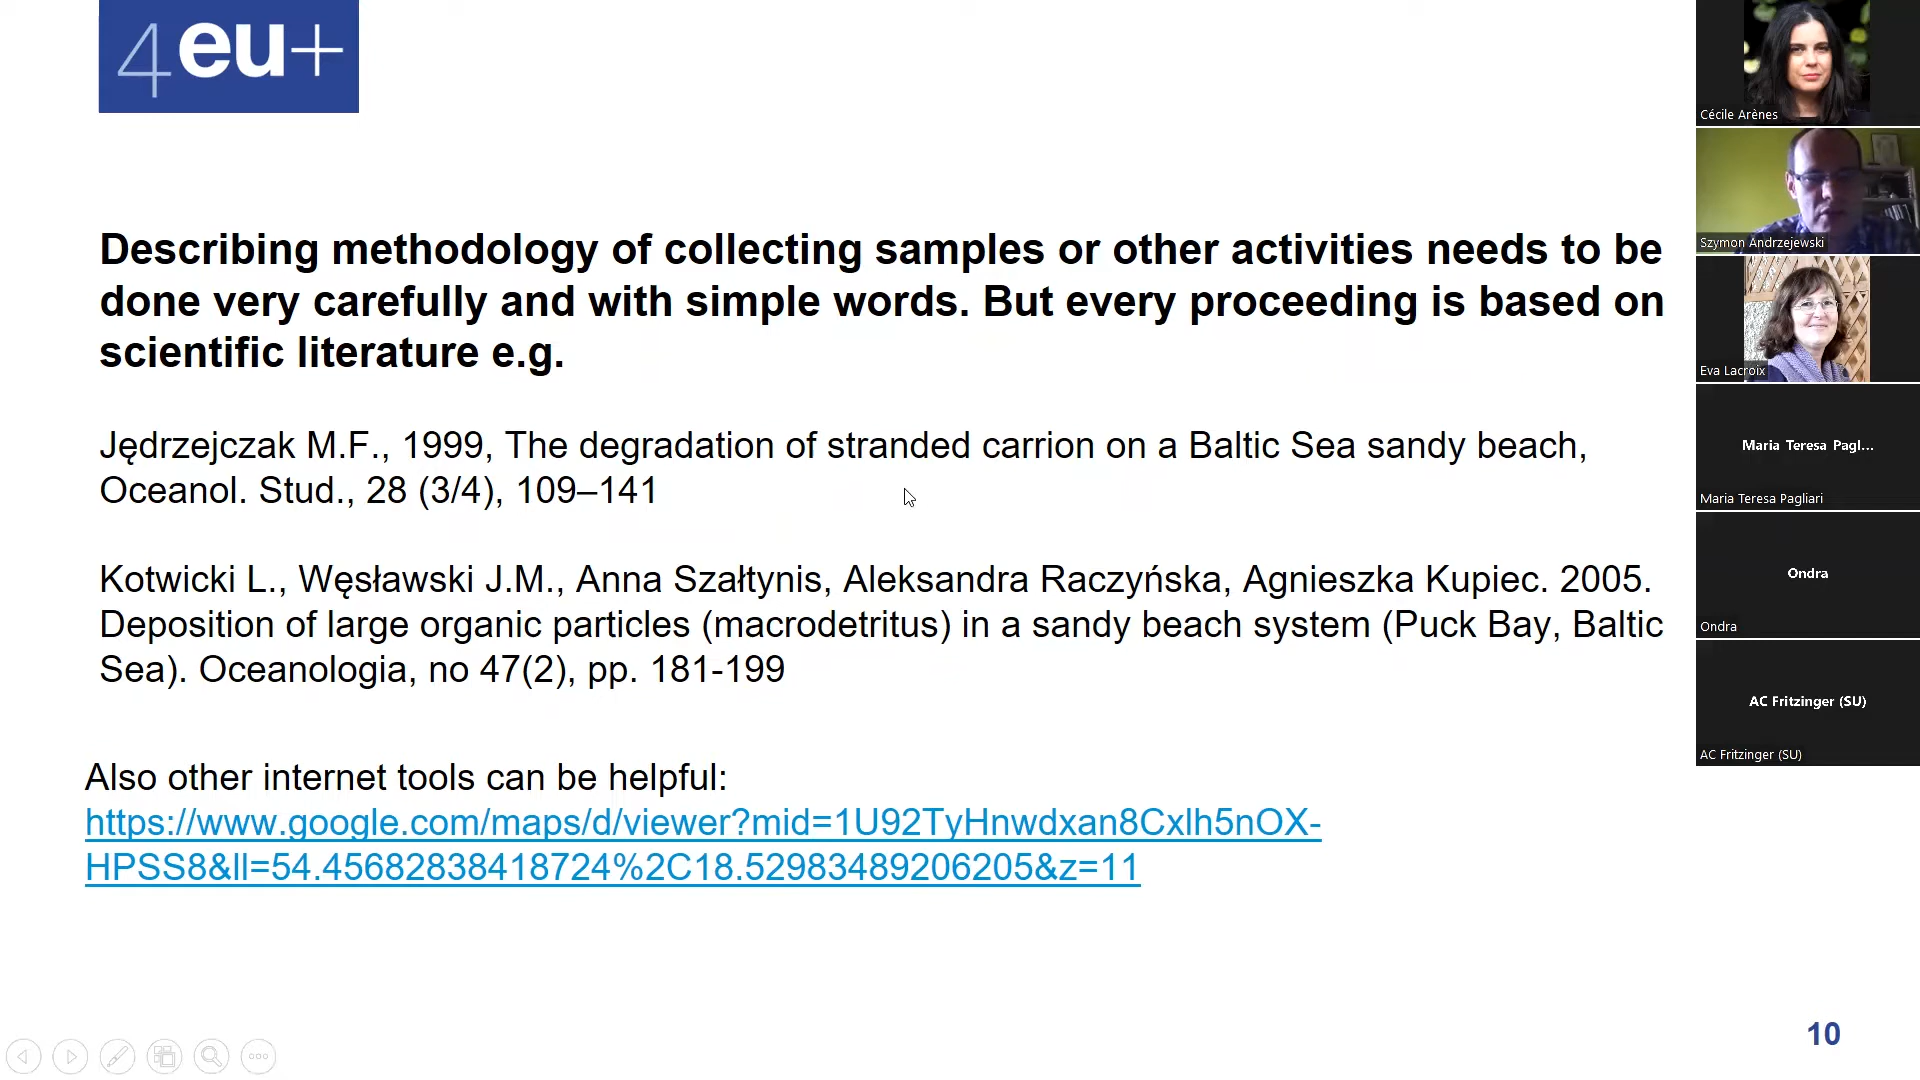 4eu+
Describing methodology of collecting samples or other activities needs to be
done very carefully and with simple words. But every proceeding is based on
scientific literature e.g.
Jędrzejczak M.F., 1999, The degradation of stranded carrion on a Baltic Sea sandy beach,
Oceanol. Stud., 28 (3/4), 109–141
Kotwicki L., Węsławski J.M., Anna Szałtynis, Aleksandra Raczyńska, Agnieszka Kupiec. 2005.
Deposition of large organic particles (macrodetritus) in a sandy beach system (Puck Bay, Baltic
Sea). Oceanologia, no 47(2), pp. 181-199
Also other internet tools can be helpful:
https://www.google.com/maps/d/viewer?mid=1U92TyHnwdxan8Cxlh5nOX-
HPSS8&ll=54.45682838418724%2C18.52983489206205&z=11
10
Cécile Arènes
Szymon Andrzejewski
Eva Lacroix
Maria Teresa Pagl...
Maria Teresa Pagliari
Ondra
Ondra
AC Fritzinger (SU)
AC Fritzinger (SU)